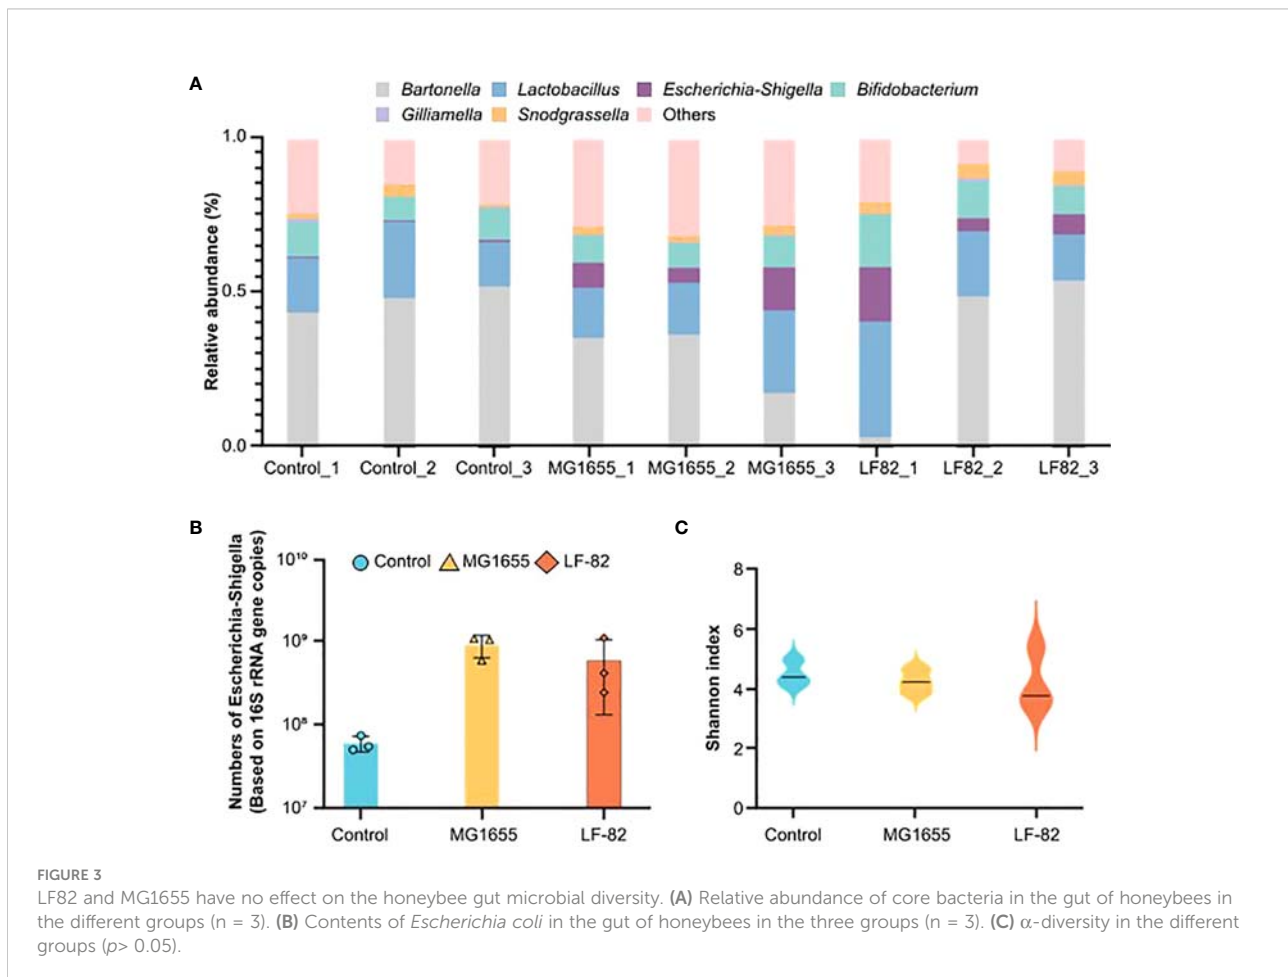 A
Bartonella Lactobacillus Escherichia-Shigella Bifidobacterium
Gilliamella Snodgrassella Others
Relative abundance (%)
1.0
0.5
0.0
Control_1 Control_2 Control_3 MG1655_1 MG1655_2 MG1655_3 LF82_1 LF82_2 LF82_3
B
Numbers of Escherichia-Shigella
(Based on 16S rRNA gene copies)
10¹⁰
10⁹
10⁸
10⁷
Control MG1655 LF-82
Control MG1655 LF-82
C
Shannon index
8
6
4
2
0
Control MG1655 LF-82
FIGURE 3
LF82 and MG1655 have no effect on the honeybee gut microbial diversity. (A) Relative abundance of core bacteria in the gut of honeybees in
the different groups (n = 3). (B) Contents of Escherichia coli in the gut of honeybees in the three groups (n = 3). (C) α-diversity in the different
groups (p> 0.05).